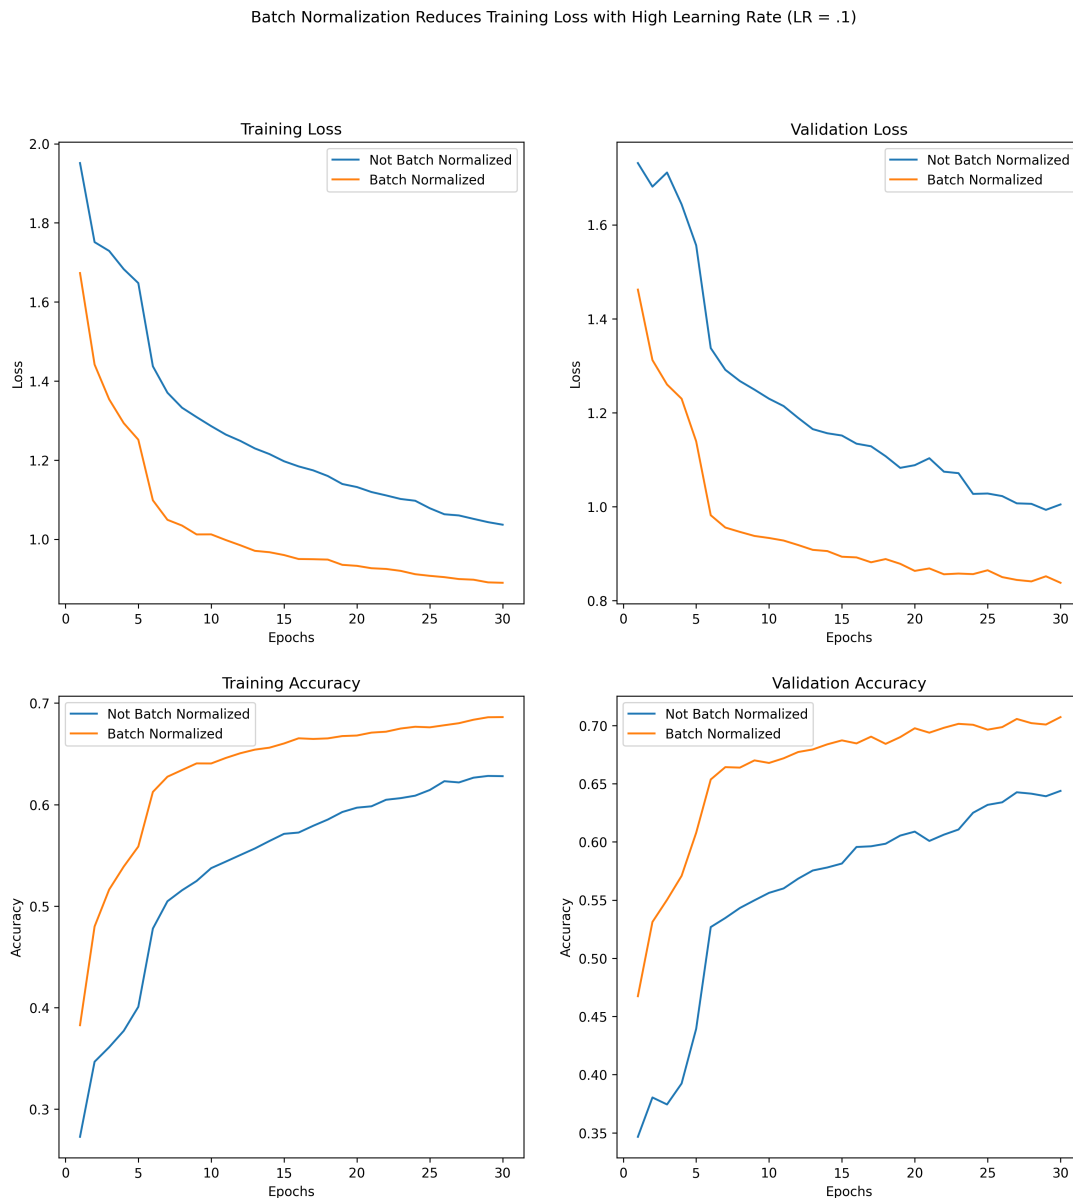 Batch Normalization Reduces Training Loss with High Learning Rate (LR = .1)
Training Loss
2.0
1.8
1.6
1.4
1.2
1.0
Loss
Not Batch Normalized
Batch Normalized
0 5 10 15 20 25 30
Epochs
Validation Loss
1.6
1.4
1.2
1.0
0.8
Loss
Not Batch Normalized
Batch Normalized
0 5 10 15 20 25 30
Epochs
Training Accuracy
0.7
0.6
0.5
0.4
0.3
Accuracy
Not Batch Normalized
Batch Normalized
0 5 10 15 20 25 30
Epochs
Validation Accuracy
0.70
0.65
0.60
0.55
0.50
0.45
0.40
0.35
Accuracy
Not Batch Normalized
Batch Normalized
0 5 10 15 20 25 30
Epochs